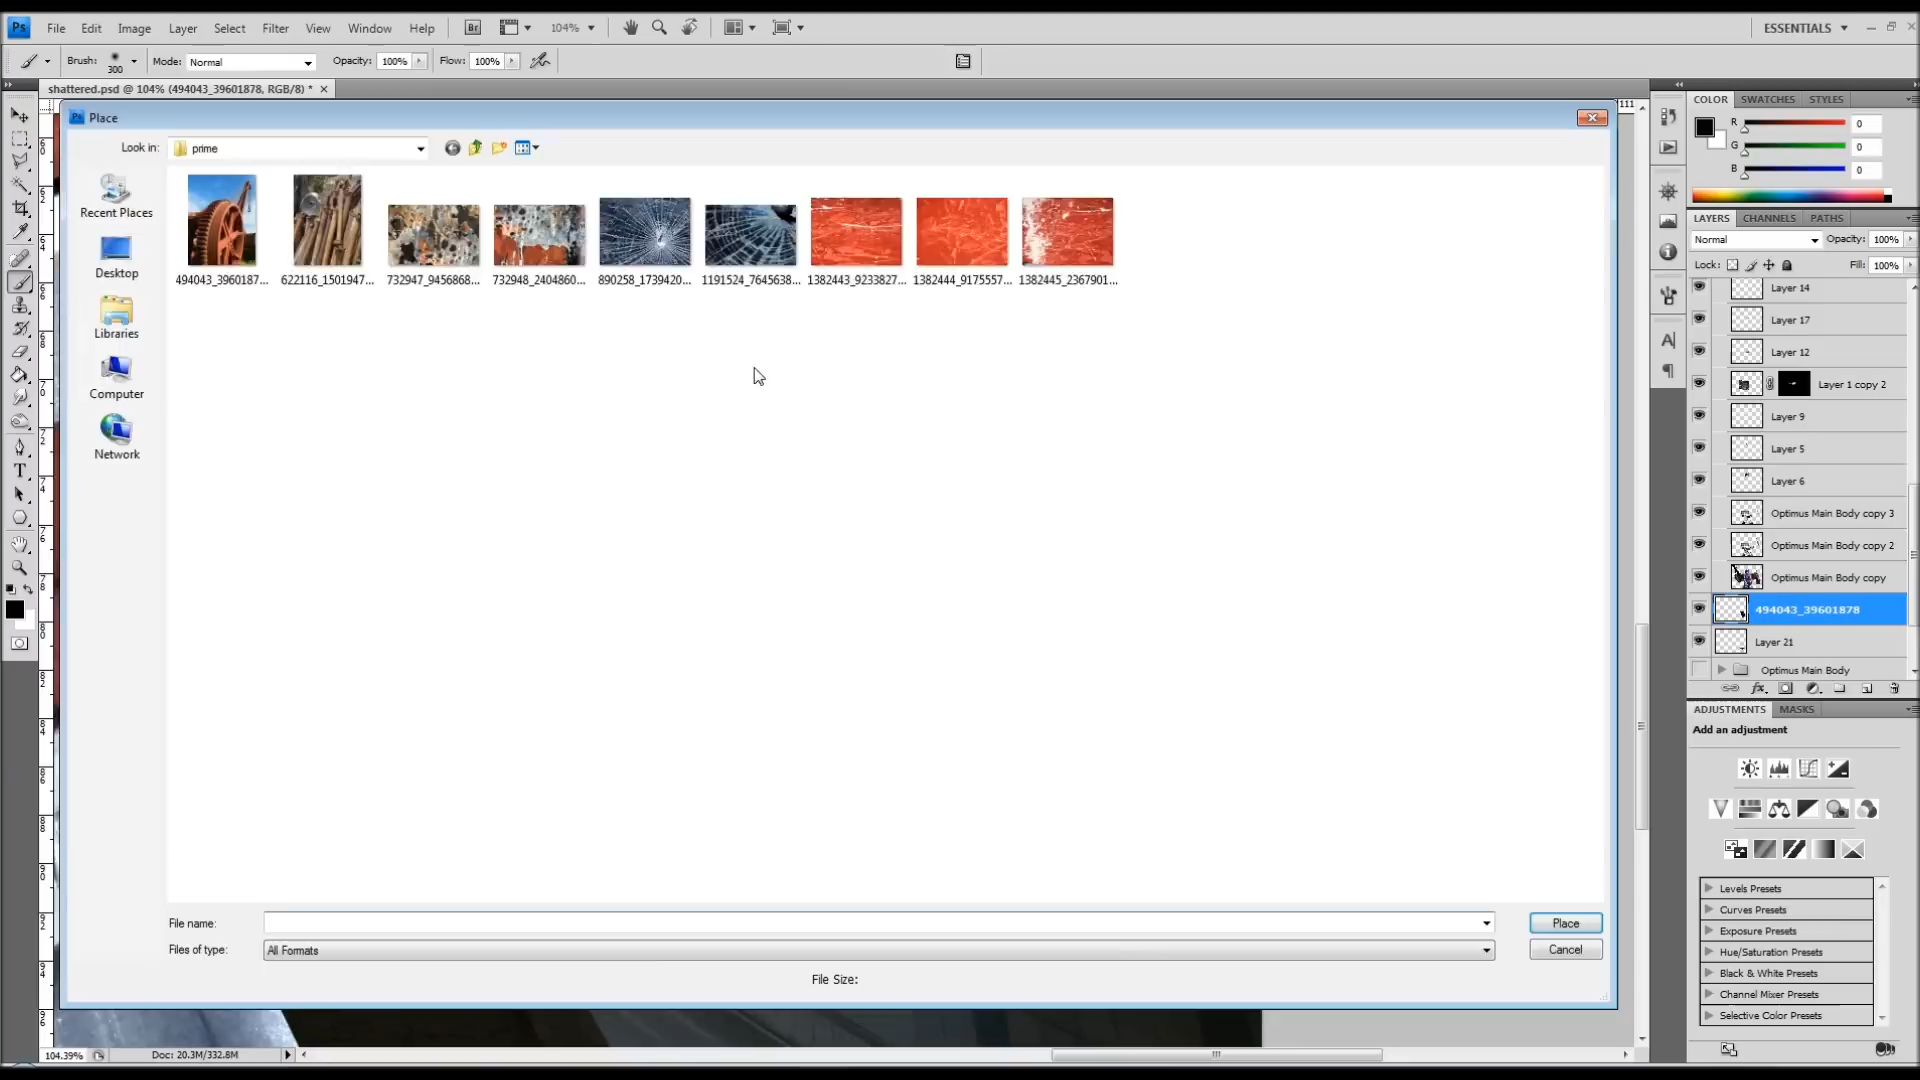 Ps File Edit Image Layer Select Filter View Window Help Br 104% ESSENTIALS
Brush: 300 Mode: Normal Opacity: 100% Flow: 100%
shattered.psd @ 104% (494043_39601878, RGB/8) *
Place
Look in: prime
Recent Places
Desktop
Libraries
Computer
Network
494043_3960187... 622116_1501947... 732947_9456868... 732948_2404860... 890258_1739420... 1191524_7645638... 1382443_9233827... 1382444_9175557... 1382445_2367901...
File name: Place
Files of type: All Formats Cancel
File Size:
104.39% Doc: 20.3M/332.8M
COLOR SWATCHES STYLES
R 0
G 0
B 0
LAYERS CHANNELS PATHS
Normal Opacity: 100%
Lock: Fill: 100%
Layer 14
Layer 17
Layer 12
Layer 1 copy 2
Layer 9
Layer 5
Layer 6
Optimus Main Body copy 3
Optimus Main Body copy 2
Optimus Main Body copy
494043_39601878
Layer 21
Optimus Main Body
ADJUSTMENTS MASKS
Add an adjustment
Levels Presets
Curves Presets
Exposure Presets
Hue/Saturation Presets
Black & White Presets
Channel Mixer Presets
Selective Color Presets